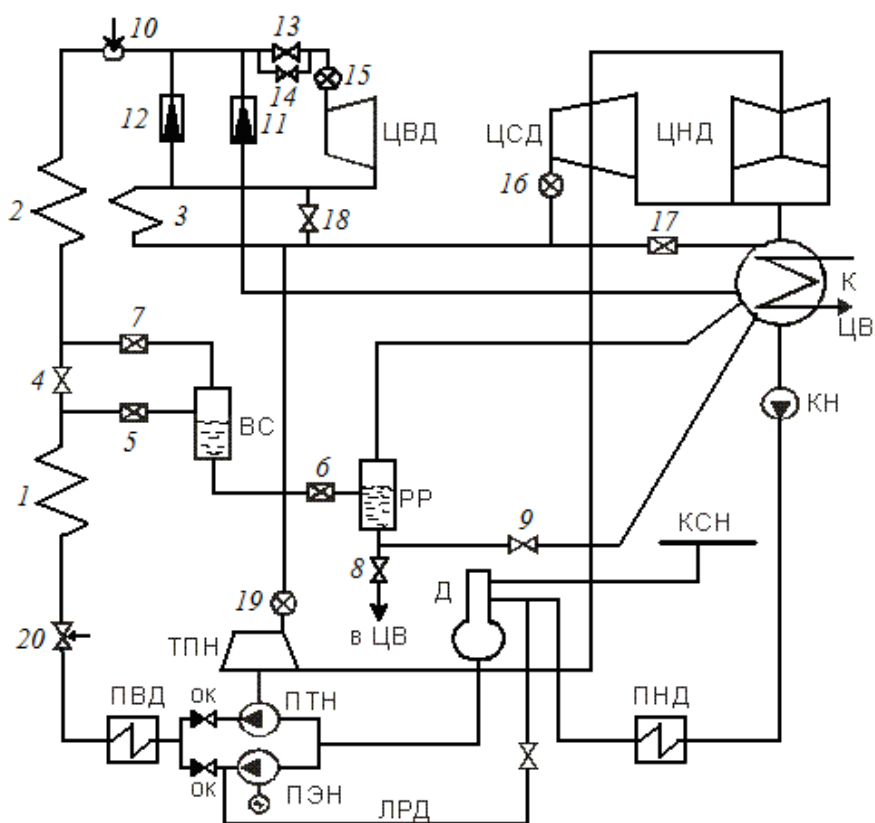 10
13
14
15
12
11
ЦВД
ЦСД
ЦНД
2
3
18
16
17
К
ЦВ
7
4
5
ВС
6
РР
КН
1
9
КСН
8
Д
в ЦВ
19
20
ТПН
ПВД
ОК
ПТН
ПНД
ОК
ПЭН
ЛРД